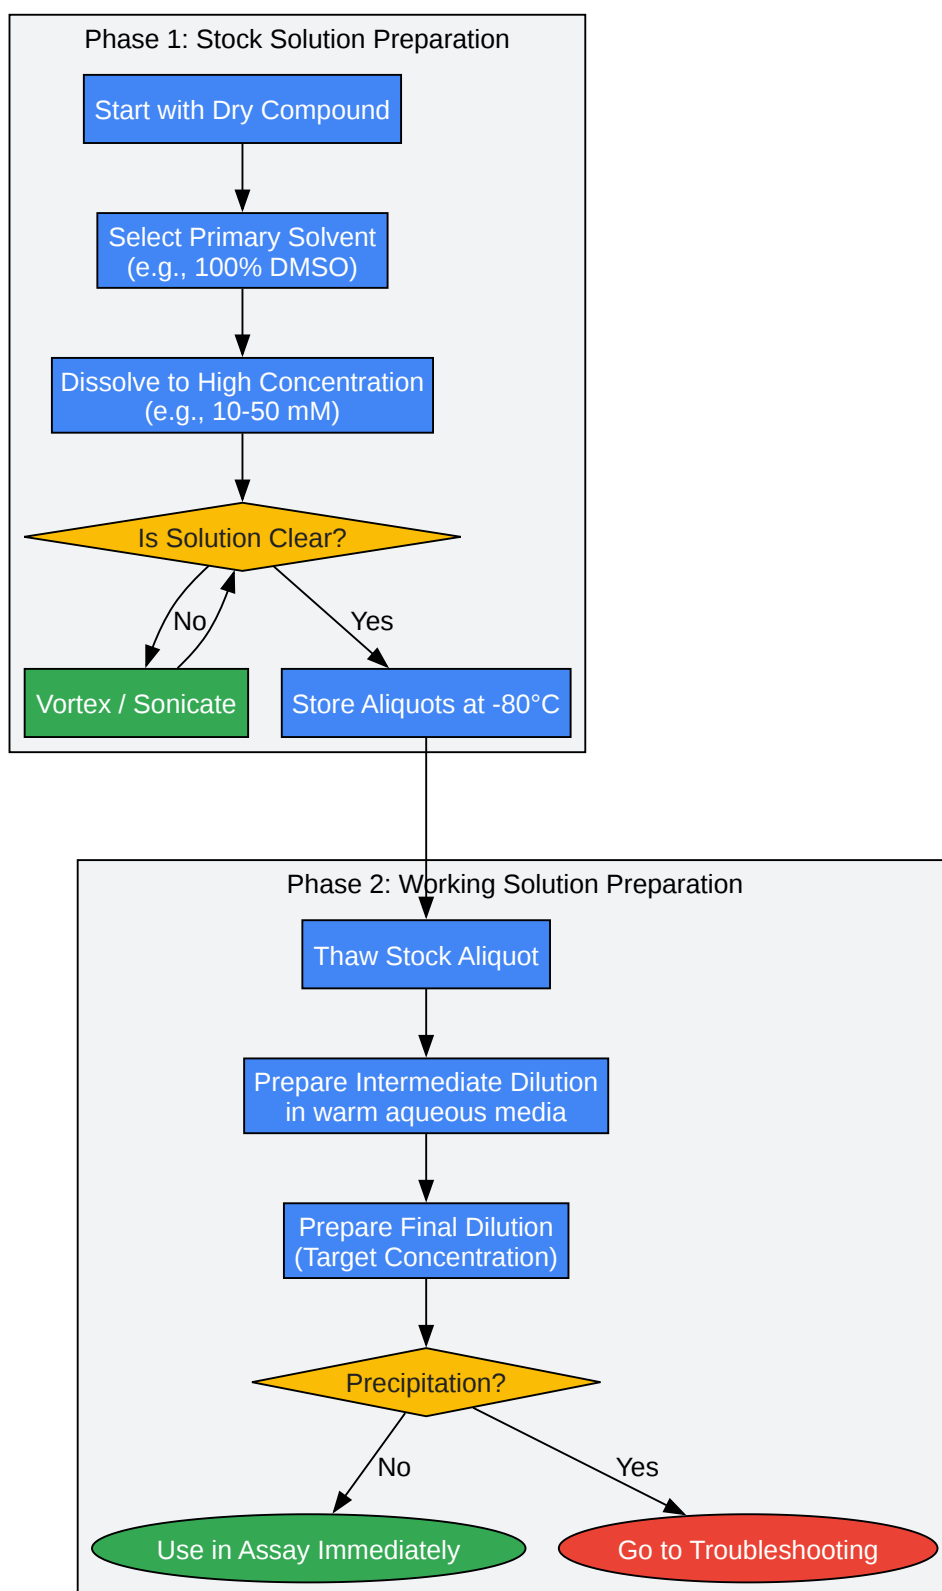 Phase 1: Stock Solution Preparation
Start with Dry Compound
Select Primary Solvent
(e.g., 100% DMSO)
Dissolve to High Concentration
(e.g., 10-50 mM)
Is Solution Clear?
No
Yes
Vortex / Sonicate
Store Aliquots at -80°C
Phase 2: Working Solution Preparation
Thaw Stock Aliquot
Prepare Intermediate Dilution
in warm aqueous media
Prepare Final Dilution
(Target Concentration)
Precipitation?
No
Yes
Use in Assay Immediately
Go to Troubleshooting